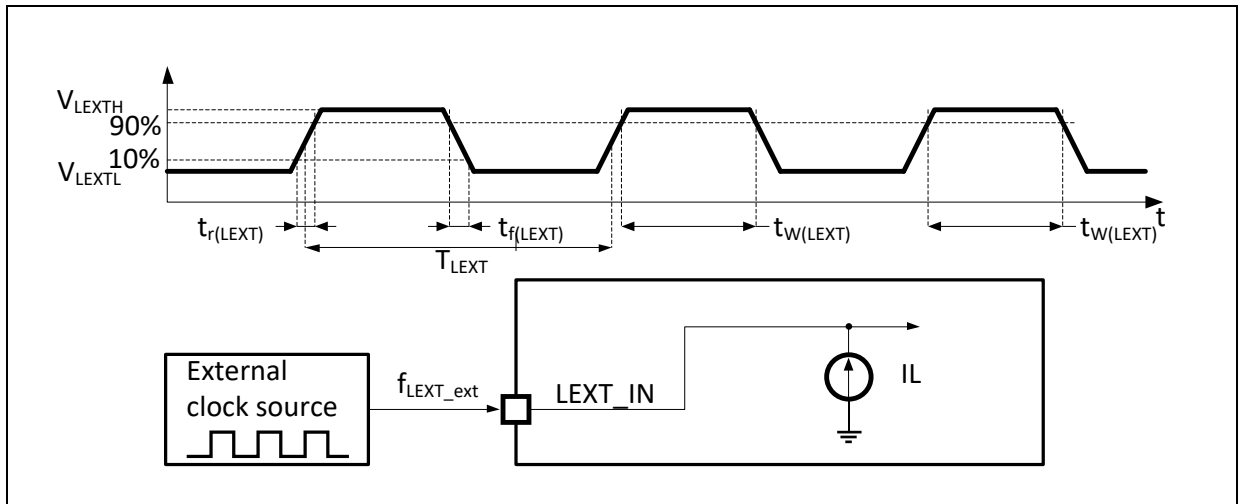 V_LEXTH
90%
10%
V_LEXTL
t_r(LEXT)
t_f(LEXT)
t_W(LEXT)
t_W(LEXT)
t
T_LEXT
External
clock source
f_LEXT_ext
LEXT_IN
IL